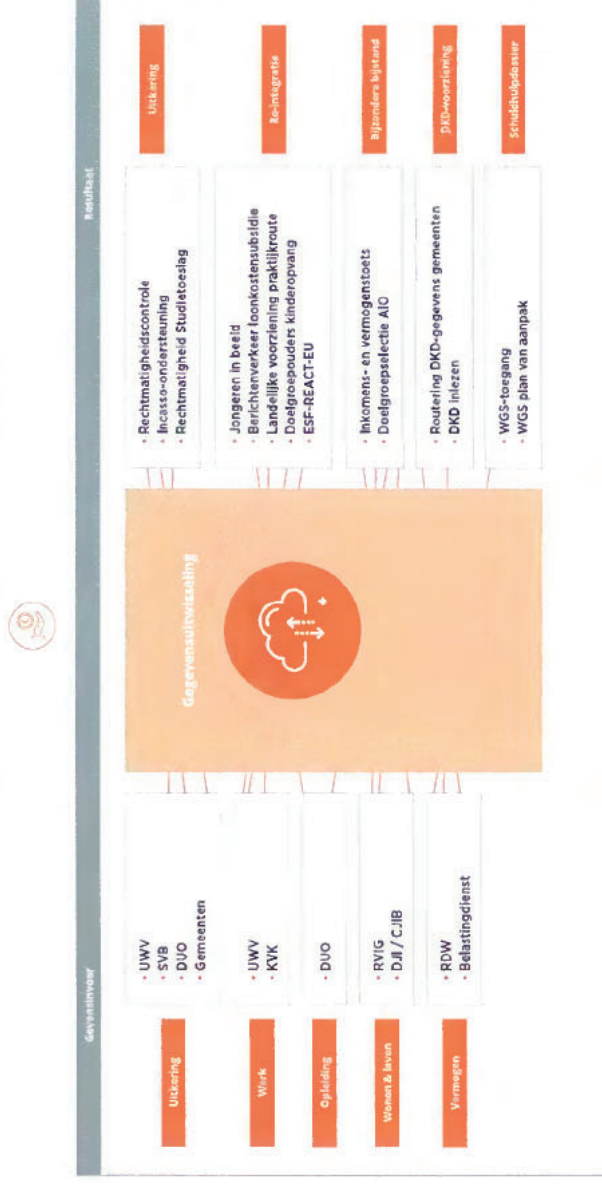 Gevensinvoer
Resultaat
Uitkering
· UWV
· SVB
· DUO
· Gemeenten
Werk
· UWV
· KVK
Opleiding
· DUO
Wonen & leven
· RVIG
· DJI / CJIB
Vermogen
· RDW
· Belastingdienst
Gegevensuitwisseling
· Rechtmatigheidscontrole
· Incasso-ondersteuning
· Rechtmatigheid Studietoeslag
Uitkering
· Jongeren in beeld
· Berichtenverkeer loonkostensubsidie
· Landelijke voorziening praktijkroute
· Doelgroepouders kinderopvang
· ESF-REACT-EU
Re-integratie
· Inkomens- en vermogenstoets
· Doelgroepselectie AIO
Bijzondere bijstand
· Routering DKD-gegevens gemeenten
· DKD inlezen
DKD-voorziening
· WGS-toegang
· WGS plan van aanpak
Schuldhulpdossier